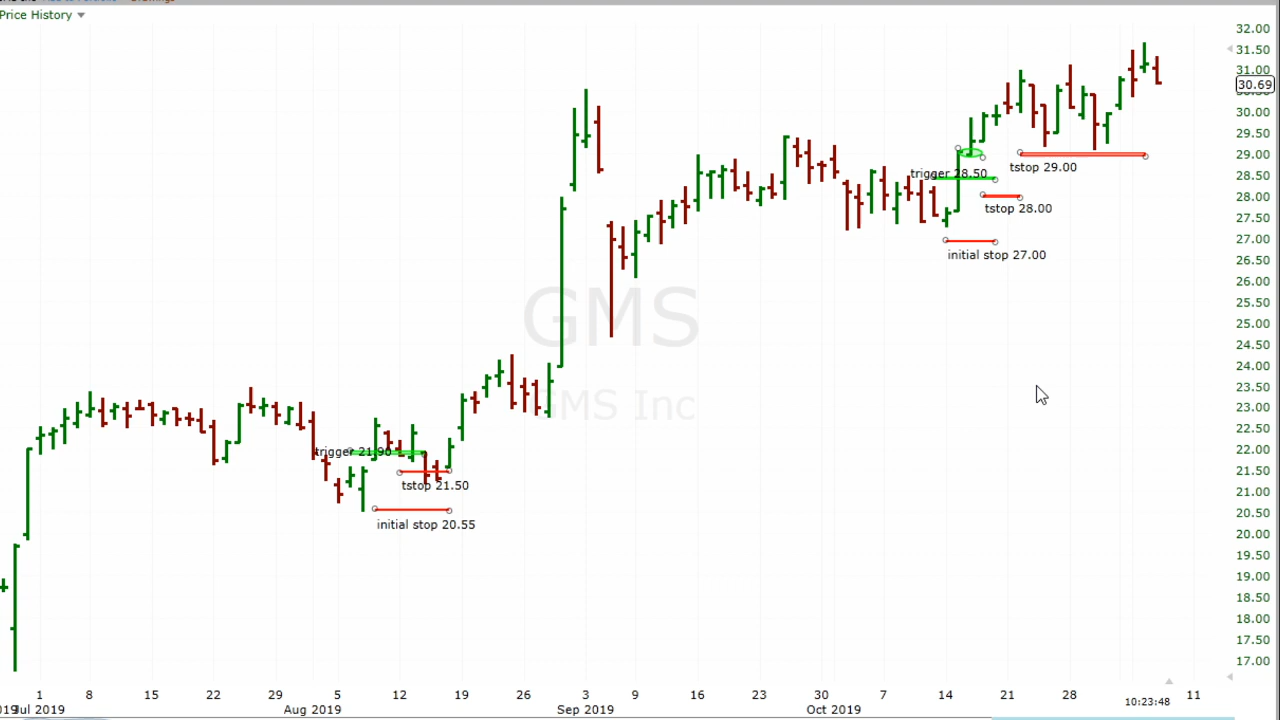 Price History
32.00
31.50
31.00
30.69
30.00
29.50
29.00
28.50
28.00
27.50
27.00
26.50
26.00
25.50
25.00
24.50
24.00
23.50
23.00
22.50
22.00
21.50
21.00
20.50
20.00
19.50
19.00
18.50
18.00
17.50
17.00
trigger 28.50
tstop 29.00
tstop 28.00
initial stop 27.00
GMS
GMS Inc
trigger 21.90
tstop 21.50
initial stop 20.55
1 8 15 22 29 5 12 19 26 3 9 16 23 30 7 14 21 28 11
Jul 2019 Aug 2019 Sep 2019 Oct 2019 10:23:48